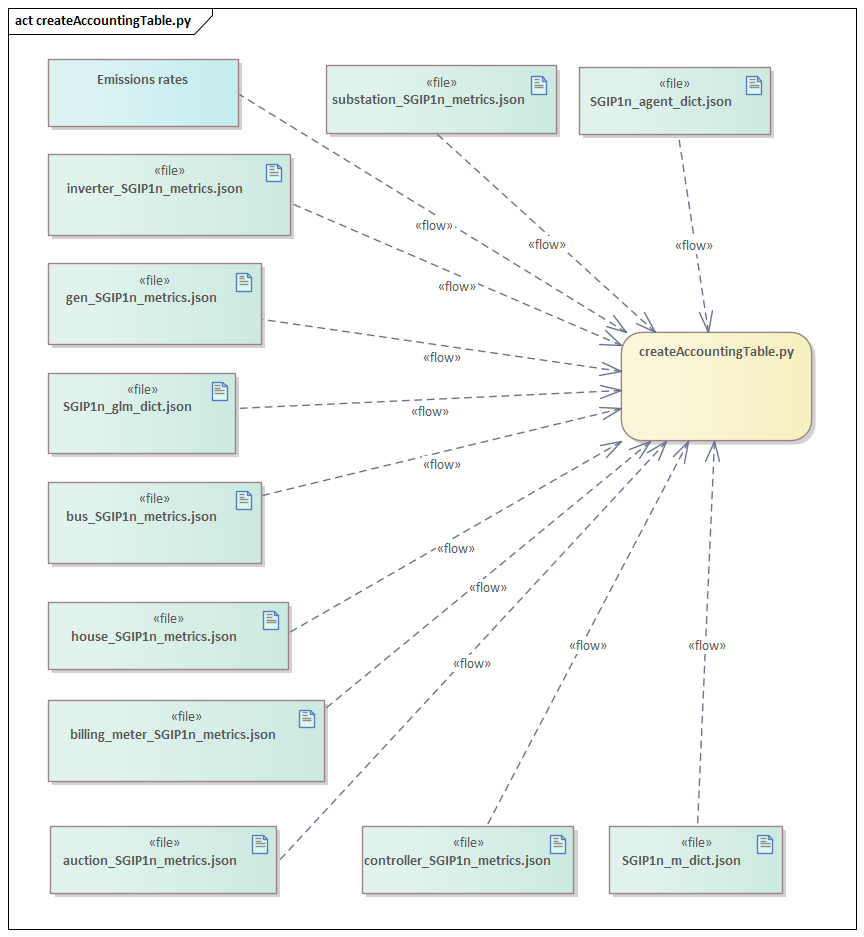 act createAccountingTable.py
Emissions rates
«file»
substation_SGIP1n_metrics.json
«file»
SGIP1n_agent_dict.json
«file»
inverter_SGIP1n_metrics.json
«flow»
«flow»
«flow»
«file»
gen_SGIP1n_metrics.json
«flow»
createAccountingTable.py
«flow»
«file»
SGIP1n_glm_dict.json
«flow»
«file»
bus_SGIP1n_metrics.json
«flow»
«file»
house_SGIP1n_metrics.json
«flow»
«flow»
«file»
billing_meter_SGIP1n_metrics.json
«flow»
«flow»
«flow»
«file»
auction_SGIP1n_metrics.json
«file»
controller_SGIP1n_metrics.json
«file»
SGIP1n_m_dict.json